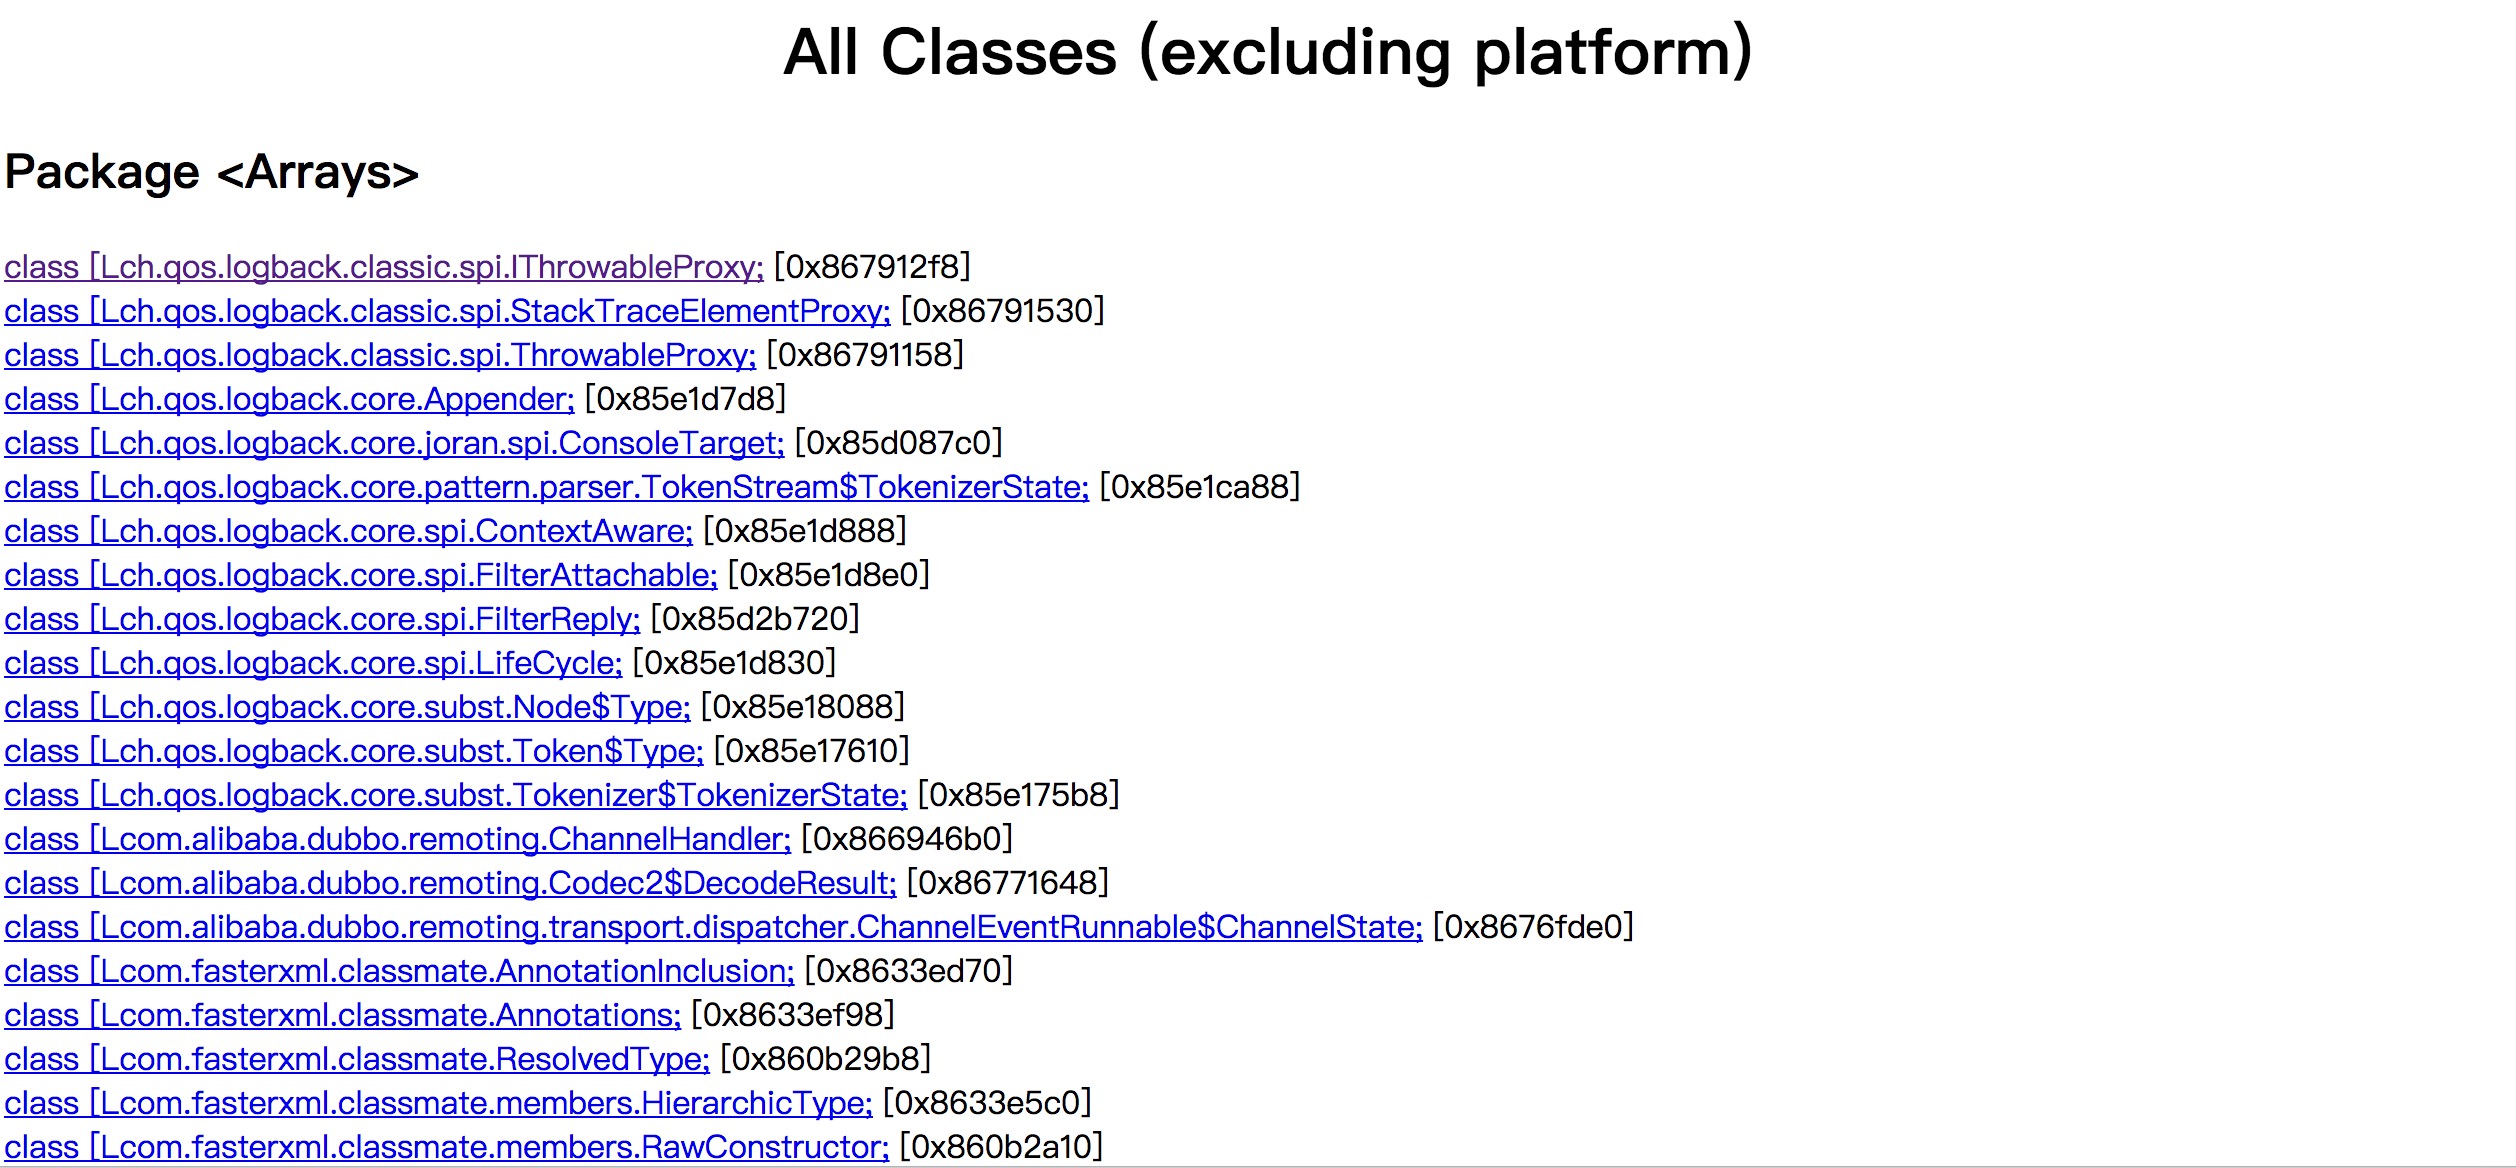 All Classes (excluding platform)
Package <Arrays>
class [Lch.qos.logback.classic.spi.IThrowableProxy; [0x867912f8]
class [Lch.qos.logback.classic.spi.StackTraceElementProxy; [0x86791530]
class [Lch.qos.logback.classic.spi.ThrowableProxy; [0x86791158]
class [Lch.qos.logback.core.Appender; [0x85e1d7d8]
class [Lch.qos.logback.core.joran.spi.ConsoleTarget; [0x85d087c0]
class [Lch.qos.logback.core.pattern.parser.TokenStream$TokenizerState; [0x85e1ca88]
class [Lch.qos.logback.core.spi.ContextAware; [0x85e1d888]
class [Lch.qos.logback.core.spi.FilterAttachable; [0x85e1d8e0]
class [Lch.qos.logback.core.spi.FilterReply; [0x85d2b720]
class [Lch.qos.logback.core.spi.LifeCycle; [0x85e1d830]
class [Lch.qos.logback.core.subst.Node$Type; [0x85e18088]
class [Lch.qos.logback.core.subst.Token$Type; [0x85e17610]
class [Lch.qos.logback.core.subst.Tokenizer$TokenizerState; [0x85e175b8]
class [Lcom.alibaba.dubbo.remoting.ChannelHandler; [0x866946b0]
class [Lcom.alibaba.dubbo.remoting.Codec2$DecodeResult; [0x86771648]
class [Lcom.alibaba.dubbo.remoting.transport.dispatcher.ChannelEventRunnable$ChannelState; [0x8676fde0]
class [Lcom.fasterxml.classmate.AnnotationInclusion; [0x8633ed70]
class [Lcom.fasterxml.classmate.Annotations; [0x8633ef98]
class [Lcom.fasterxml.classmate.ResolvedType; [0x860b29b8]
class [Lcom.fasterxml.classmate.members.HierarchicType; [0x8633e5c0]
class [Lcom.fasterxml.classmate.members.RawConstructor; [0x860b2a10]